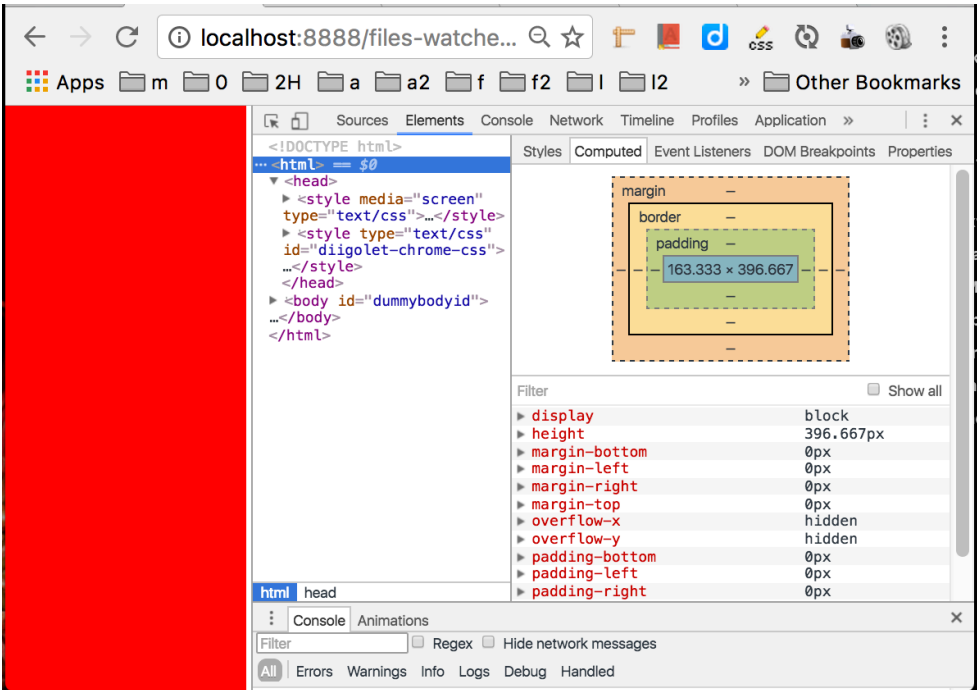 localhost:8888/files-watche...
css
Apps m 0 2H a a2 f f2 l l2 » Other Bookmarks
Sources Elements Console Network Timeline Profiles Application »
<!DOCTYPE html>
··· <html> == $0
▼ <head>
▶ <style media="screen"
type="text/css">…</style>
▶ <style type="text/css"
id="diigolet-chrome-css">
…</style>
</head>
▶ <body id="dummybodyid">
…</body>
</html>
html head
Styles Computed Event Listeners DOM Breakpoints Properties
margin –
border –
padding –
– – – 163.333 × 396.667 – – –
–
–
–
Filter Show all
display block
height 396.667px
margin-bottom 0px
margin-left 0px
margin-right 0px
margin-top 0px
overflow-x hidden
overflow-y hidden
padding-bottom 0px
padding-left 0px
padding-right 0px
Console Animations
Filter Regex Hide network messages
All Errors Warnings Info Logs Debug Handled